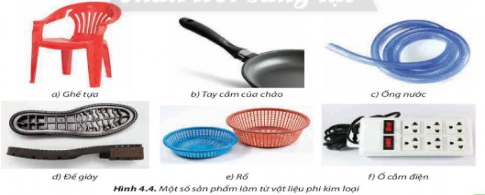 a) Ghế tựa
b) Tay cầm của chảo
c) Ống nước
d) Đế giày
e) Rổ
f) Ổ cắm điện
Hình 4.4. Một số sản phẩm làm từ vật liệu phi kim loại